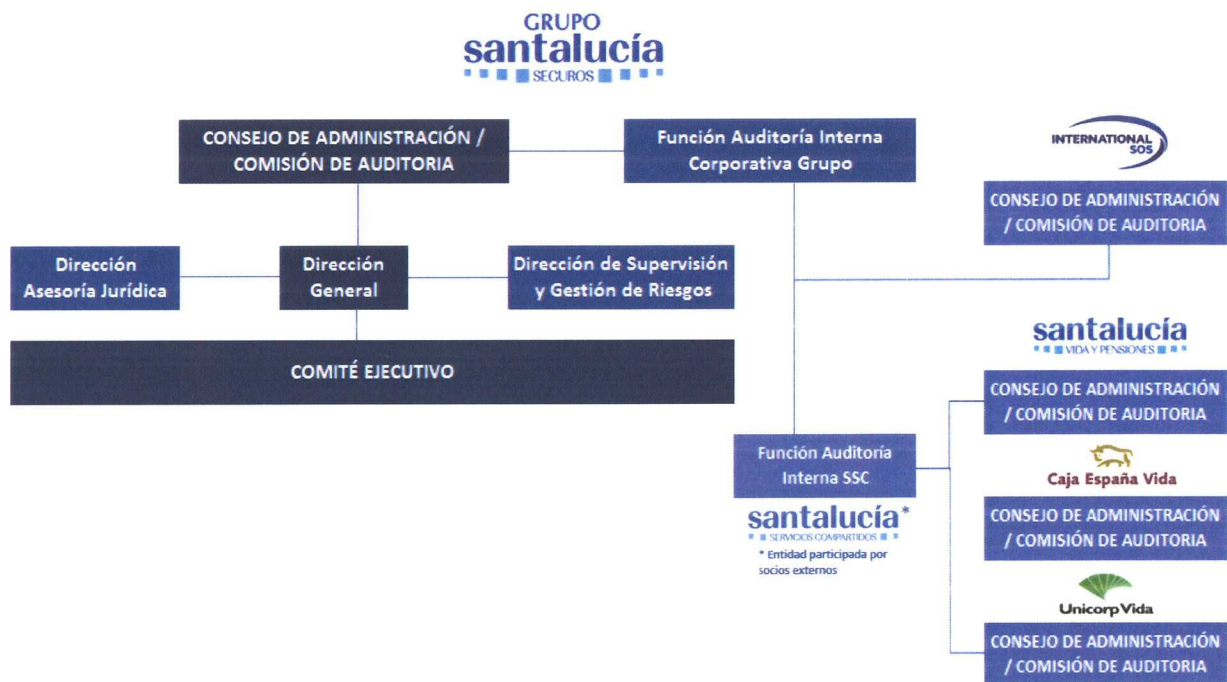 GRUPO
santalucía
SEGUROS
CONSEJO DE ADMINISTRACIÓN /
COMISIÓN DE AUDITORIA
Función Auditoría Interna
Corporativa Grupo
INTERNATIONAL
SOS
CONSEJO DE ADMINISTRACIÓN
/ COMISIÓN DE AUDITORIA
Dirección
Asesoría Jurídica
Dirección
General
Dirección de Supervisión
y Gestión de Riesgos
COMITÉ EJECUTIVO
santalucía
VIDA Y PENSIONES
CONSEJO DE ADMINISTRACIÓN
/ COMISIÓN DE AUDITORIA
Función Auditoría
Interna SSC
santalucía*
SERVICIOS COMPARTIDOS
* Entidad participada por
socios externos
Caja España Vida
CONSEJO DE ADMINISTRACIÓN
/ COMISIÓN DE AUDITORIA
Unicorp Vida
CONSEJO DE ADMINISTRACIÓN
/ COMISIÓN DE AUDITORIA